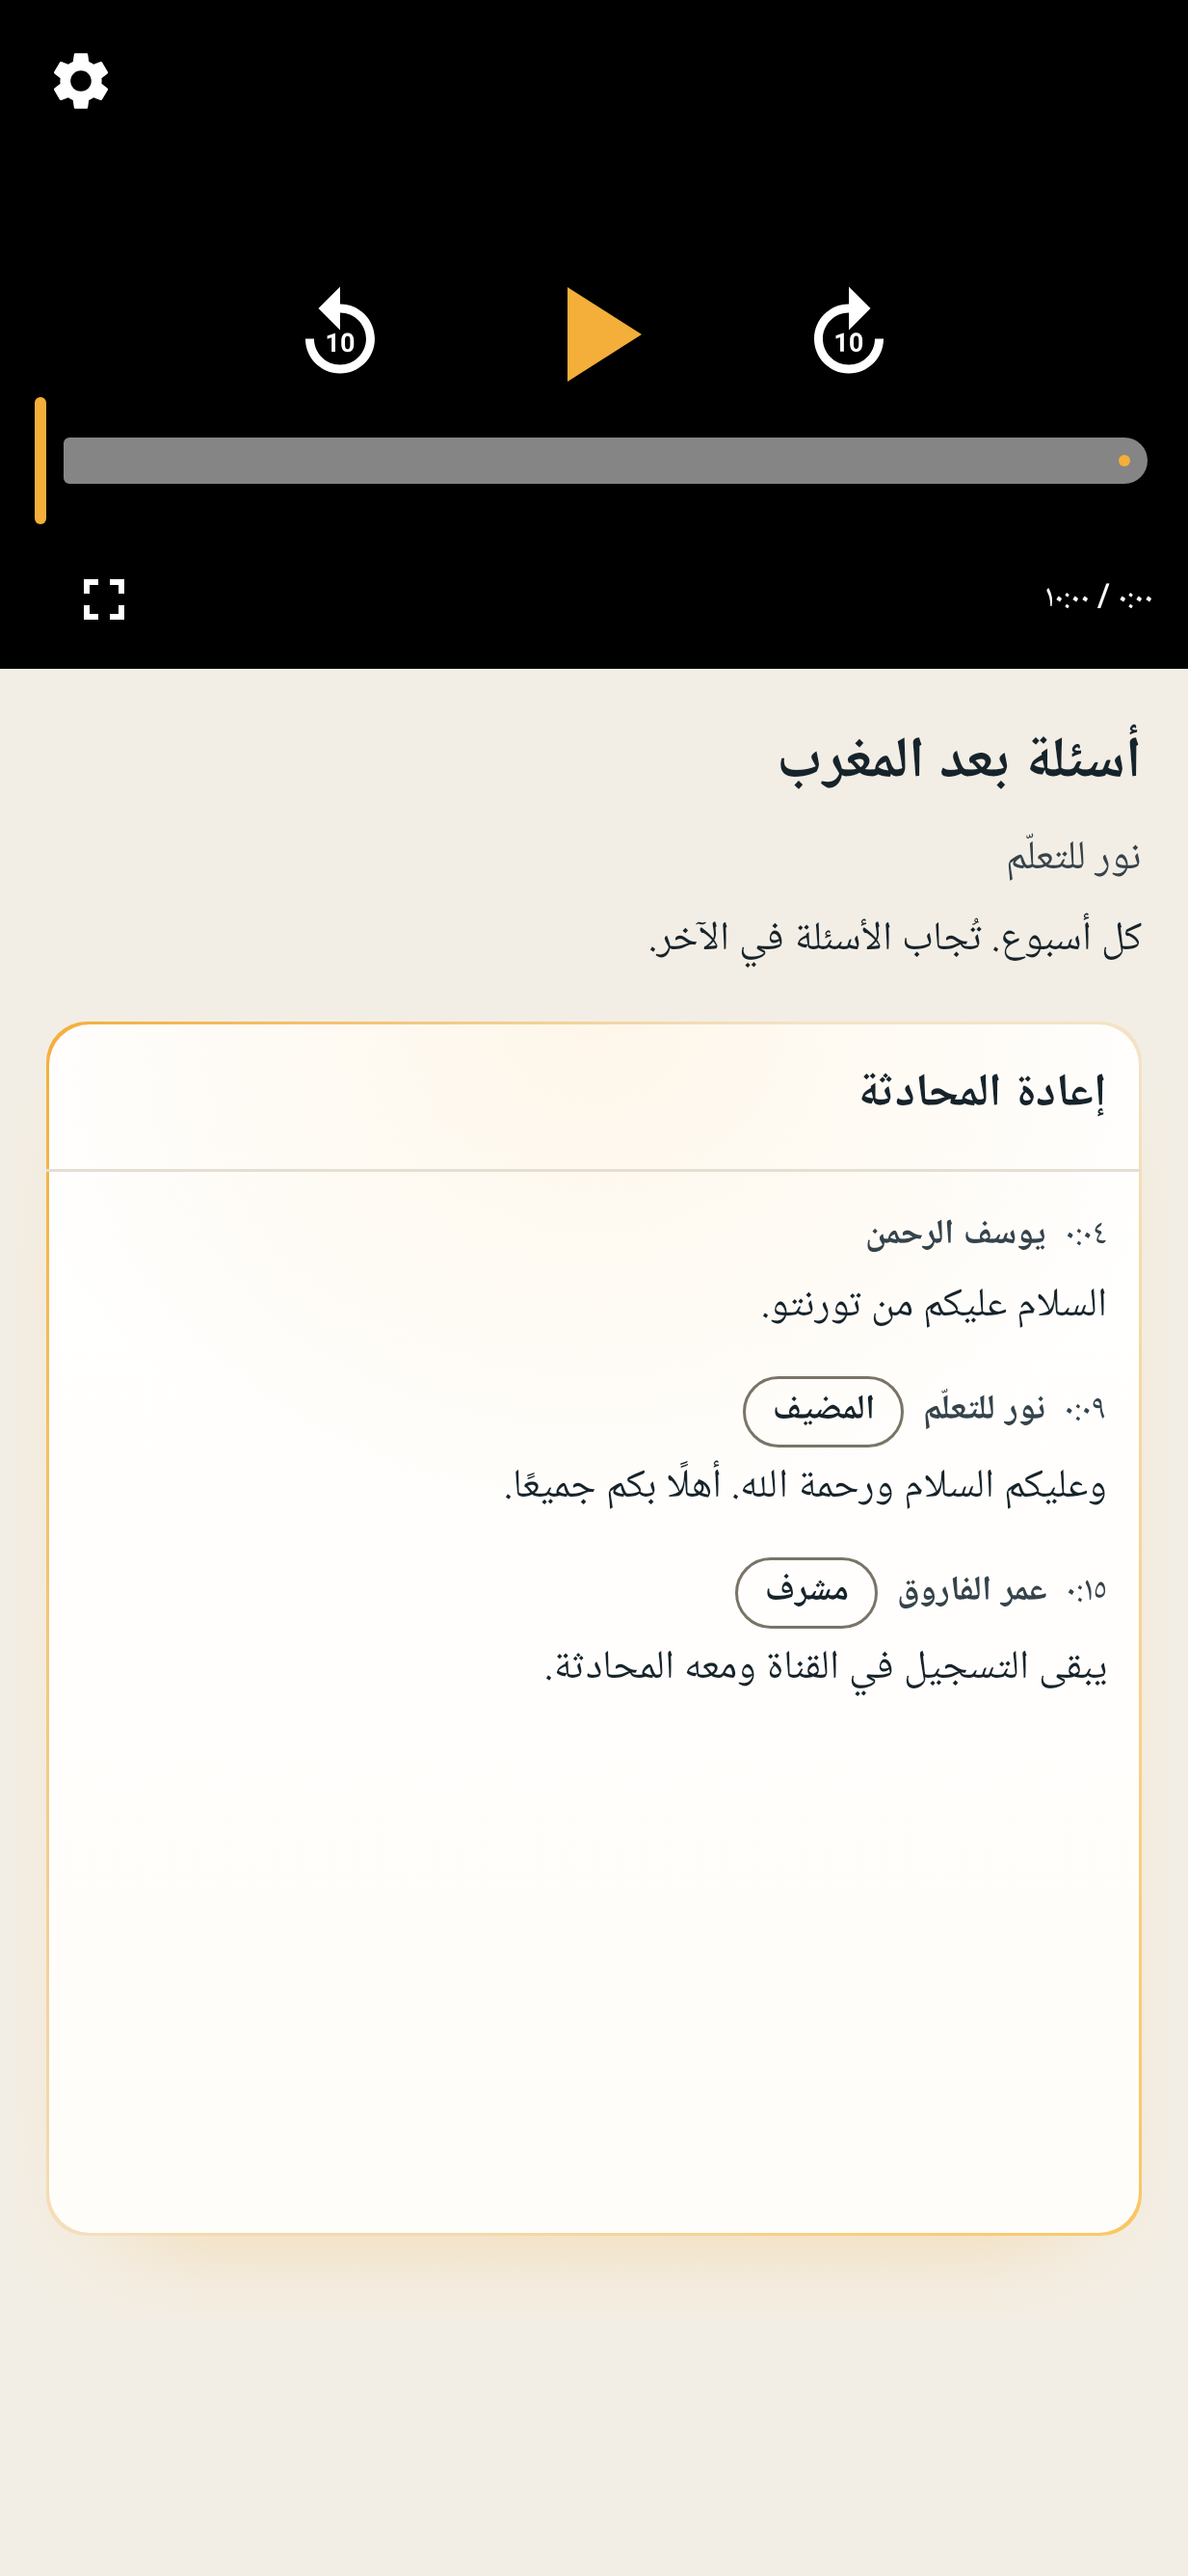 10
10
٠:٠٠ / ١٠:٠٠
أسئلة بعد المغرب
نور للتعلّم
كل أسبوع. تُجاب الأسئلة في الآخر.
إعادة المحادثة
٠:٠٤ يوسف الرحمن
السلام عليكم من تورنتو.
٠:٠٩ نور للتعلّم المضيف
وعليكم السلام ورحمة الله. أهلًا بكم جميعًا.
٠:١٥ عمر الفاروق مشرف
يبقى التسجيل في القناة ومعه المحادثة.